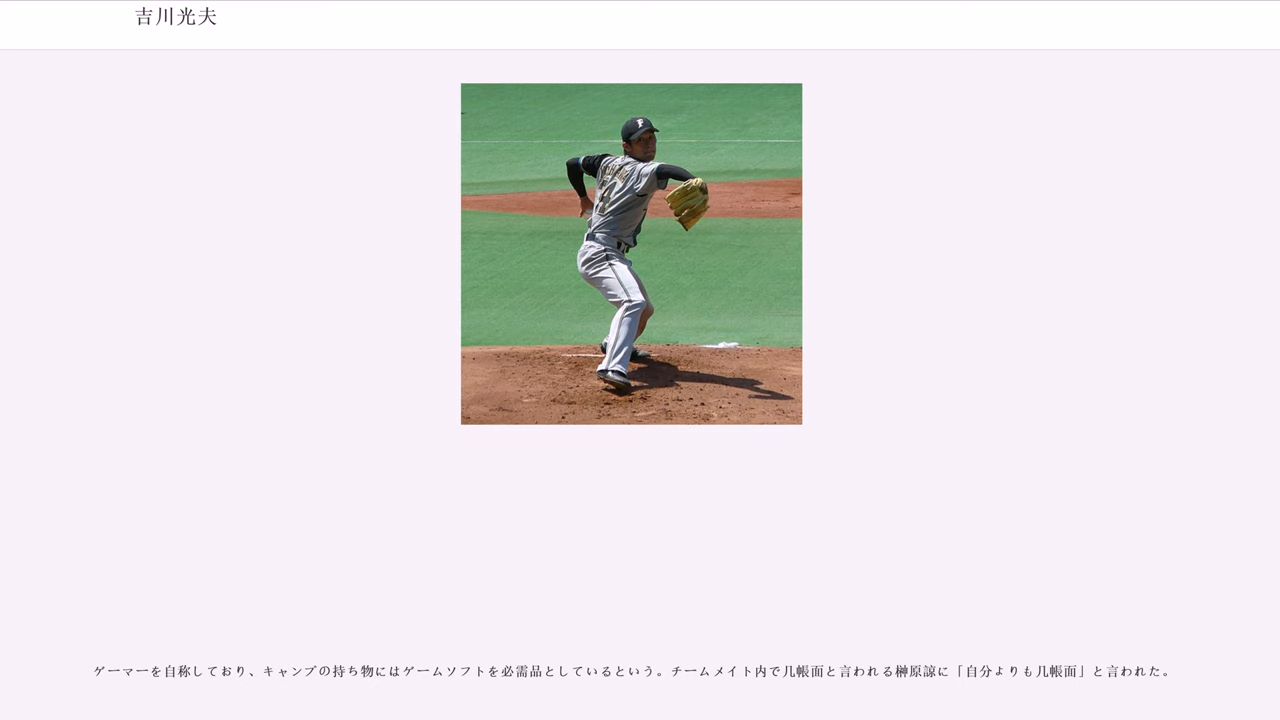 吉川光夫
ゲーマーを自称しており、キャンプの持ち物にはゲームソフトを必需品としているという。チームメイト内で几帳面と言われる榊原諒に「自分よりも几帳面」と言われた。